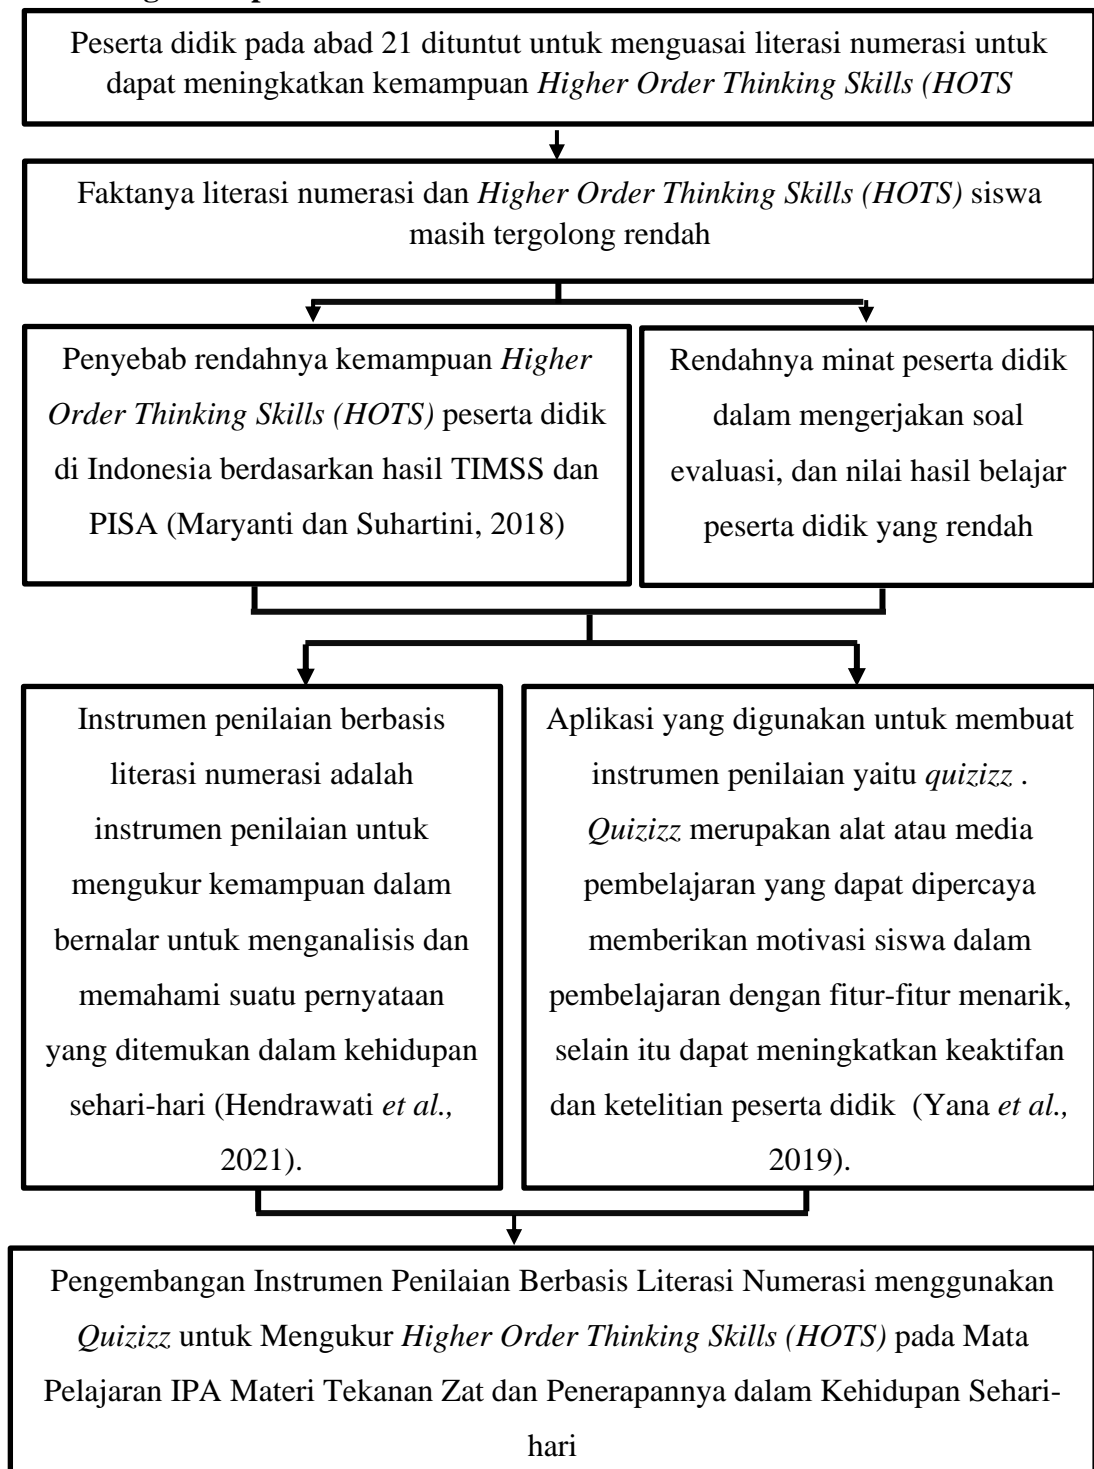 Peserta didik pada abad 21 dituntut untuk menguasai literasi numerasi untuk
dapat meningkatkan kemampuan Higher Order Thinking Skills (HOTS
Faktanya literasi numerasi dan Higher Order Thinking Skills (HOTS) siswa
masih tergolong rendah
Penyebab rendahnya kemampuan Higher
Order Thinking Skills (HOTS) peserta didik
di Indonesia berdasarkan hasil TIMSS dan
PISA (Maryanti dan Suhartini, 2018)
Rendahnya minat peserta didik
dalam mengerjakan soal
evaluasi, dan nilai hasil belajar
peserta didik yang rendah
Instrumen penilaian berbasis
literasi numerasi adalah
instrumen penilaian untuk
mengukur kemampuan dalam
bernalar untuk menganalisis dan
memahami suatu pernyataan
yang ditemukan dalam kehidupan
sehari-hari (Hendrawati et al.,
2021).
Aplikasi yang digunakan untuk membuat
instrumen penilaian yaitu quizizz .
Quizizz merupakan alat atau media
pembelajaran yang dapat dipercaya
memberikan motivasi siswa dalam
pembelajaran dengan fitur-fitur menarik,
selain itu dapat meningkatkan keaktifan
dan ketelitian peserta didik  (Yana et al.,
2019).
Pengembangan Instrumen Penilaian Berbasis Literasi Numerasi menggunakan
Quizizz untuk Mengukur Higher Order Thinking Skills (HOTS) pada Mata
Pelajaran IPA Materi Tekanan Zat dan Penerapannya dalam Kehidupan Sehari-
hari